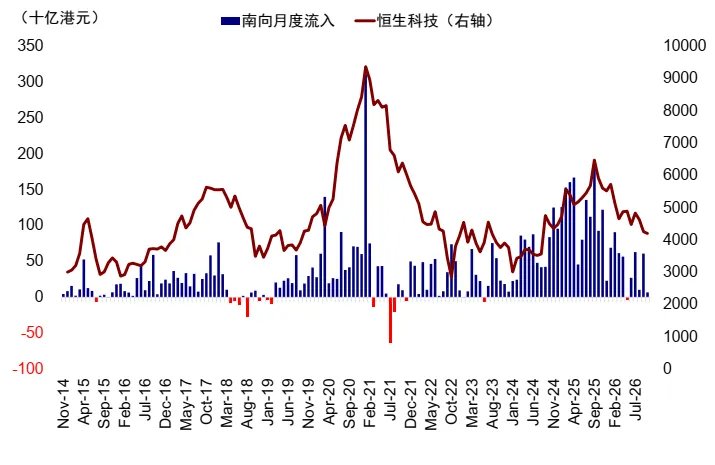 （十亿港元）
南向月度流入 恒生科技（右轴）
350
300
250
200
150
100
50
0
-50
-100
10000
9000
8000
7000
6000
5000
4000
3000
2000
1000
0
Nov-14
Apr-15
Sep-15
Feb-16
Jul-16
Dec-16
May-17
Oct-17
Mar-18
Aug-18
Jan-19
Jun-19
Nov-19
Apr-20
Sep-20
Feb-21
Jul-21
Dec-21
May-22
Oct-22
Mar-23
Aug-23
Jan-24
Jun-24
Nov-24
Apr-25
Sep-25
Feb-26
Jul-26